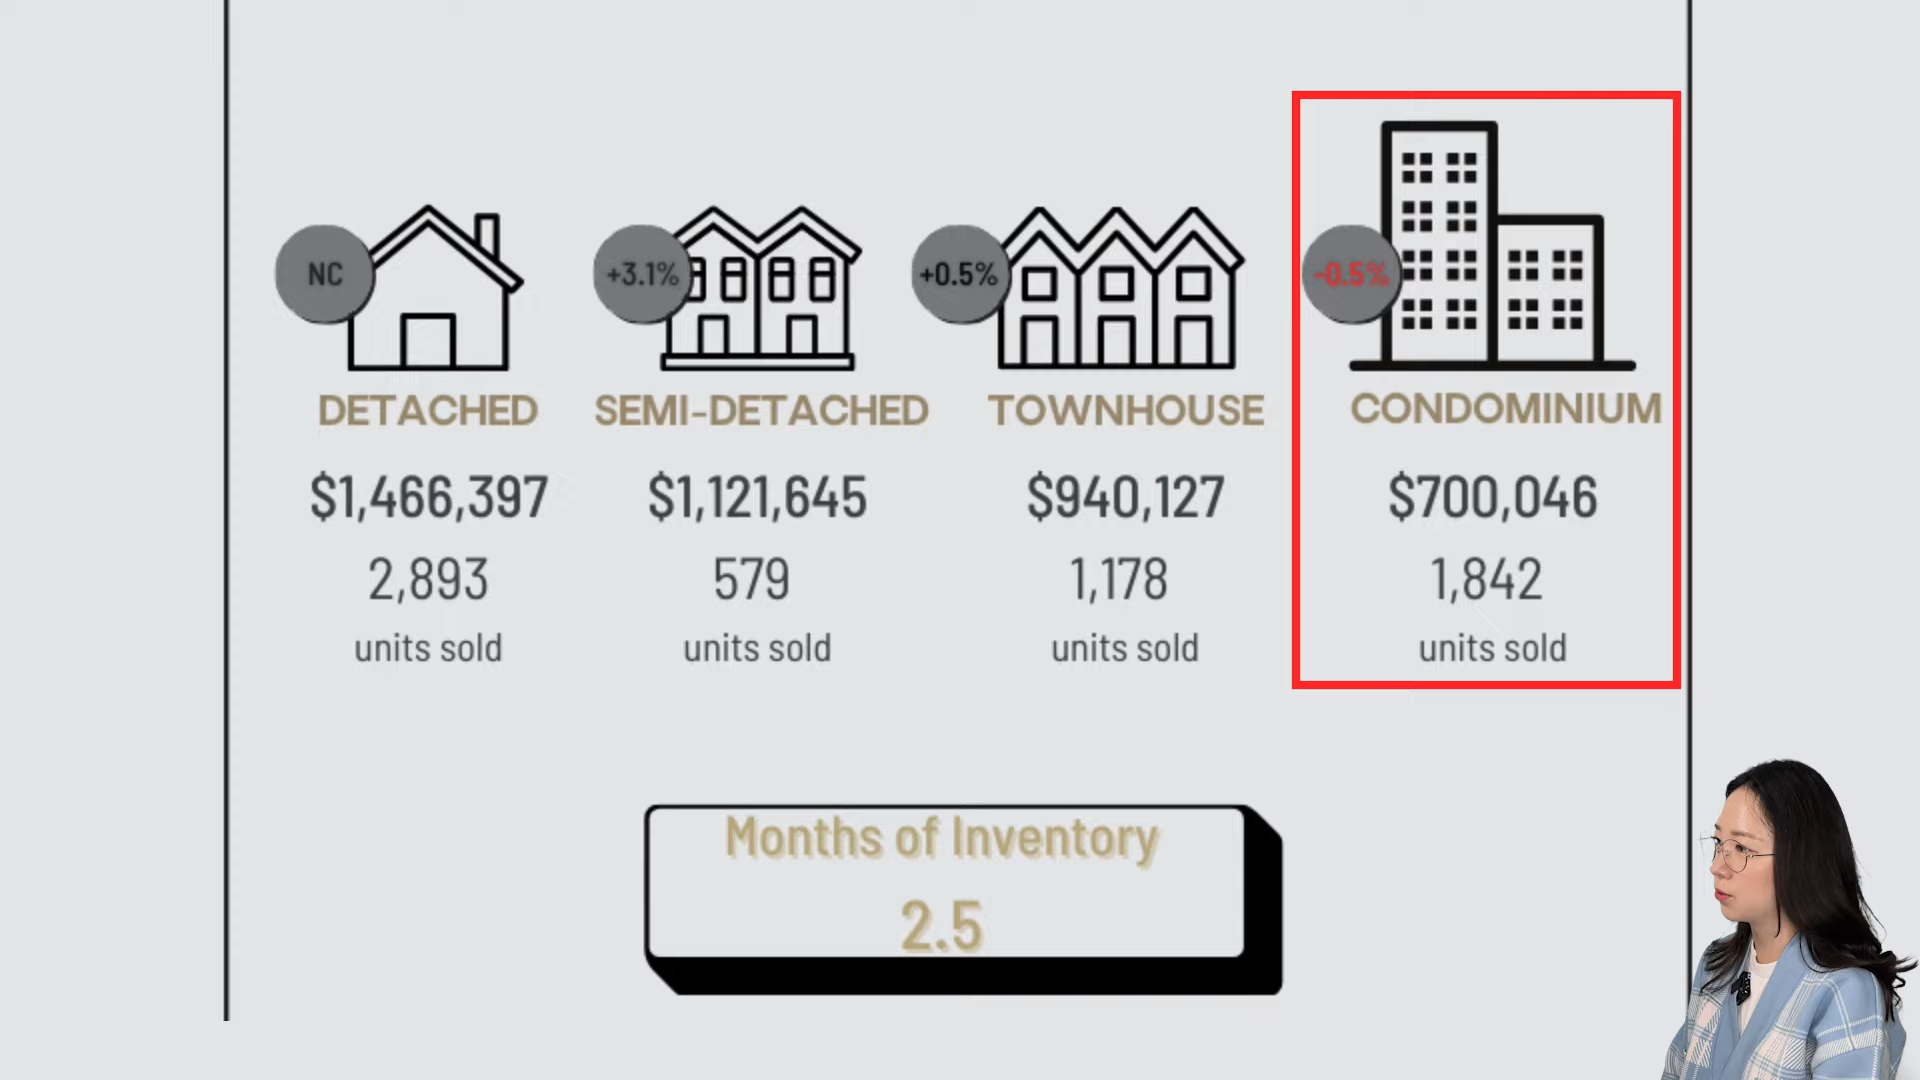 NC
+3.1%
+0.5%
-0.5%
DETACHED
SEMI-DETACHED
TOWNHOUSE
CONDOMINIUM
$1,466,397
$1,121,645
$940,127
$700,046
2,893
579
1,178
1,842
units sold
units sold
units sold
units sold
Months of Inventory
2.5